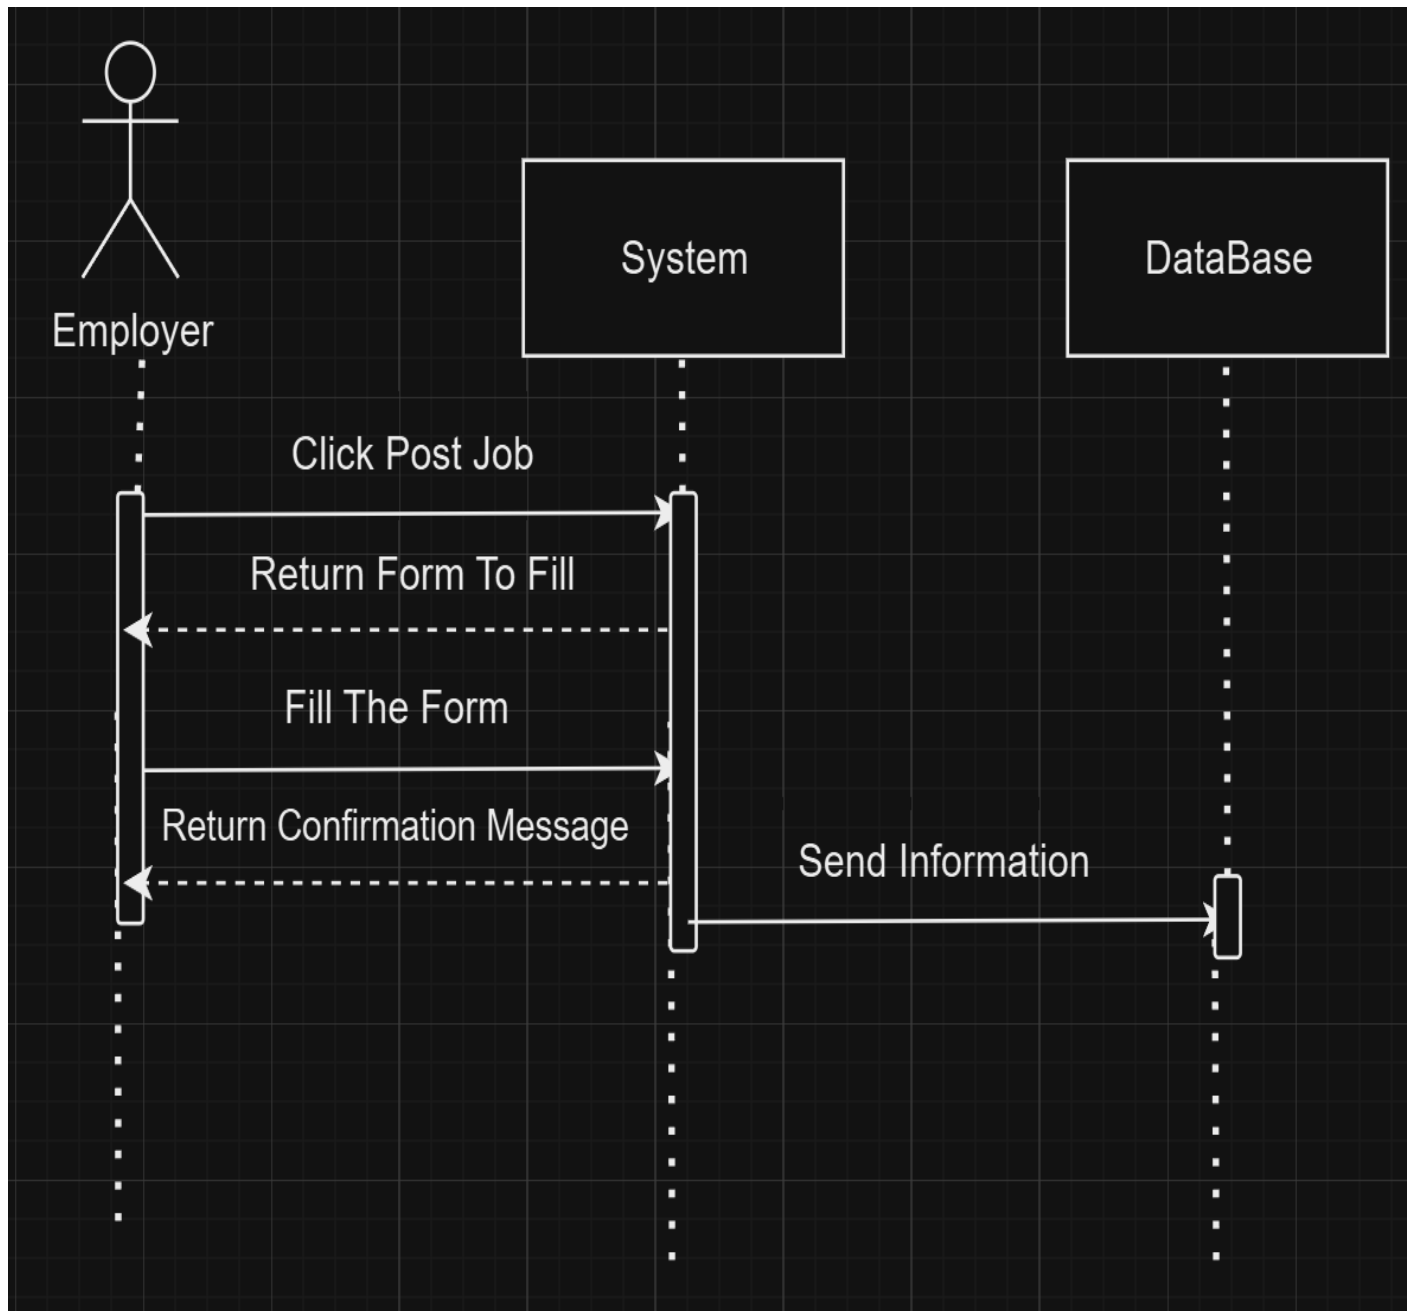 System
DataBase
Employer
Click Post Job
Return Form To Fill
Fill The Form
Return Confirmation Message
Send Information